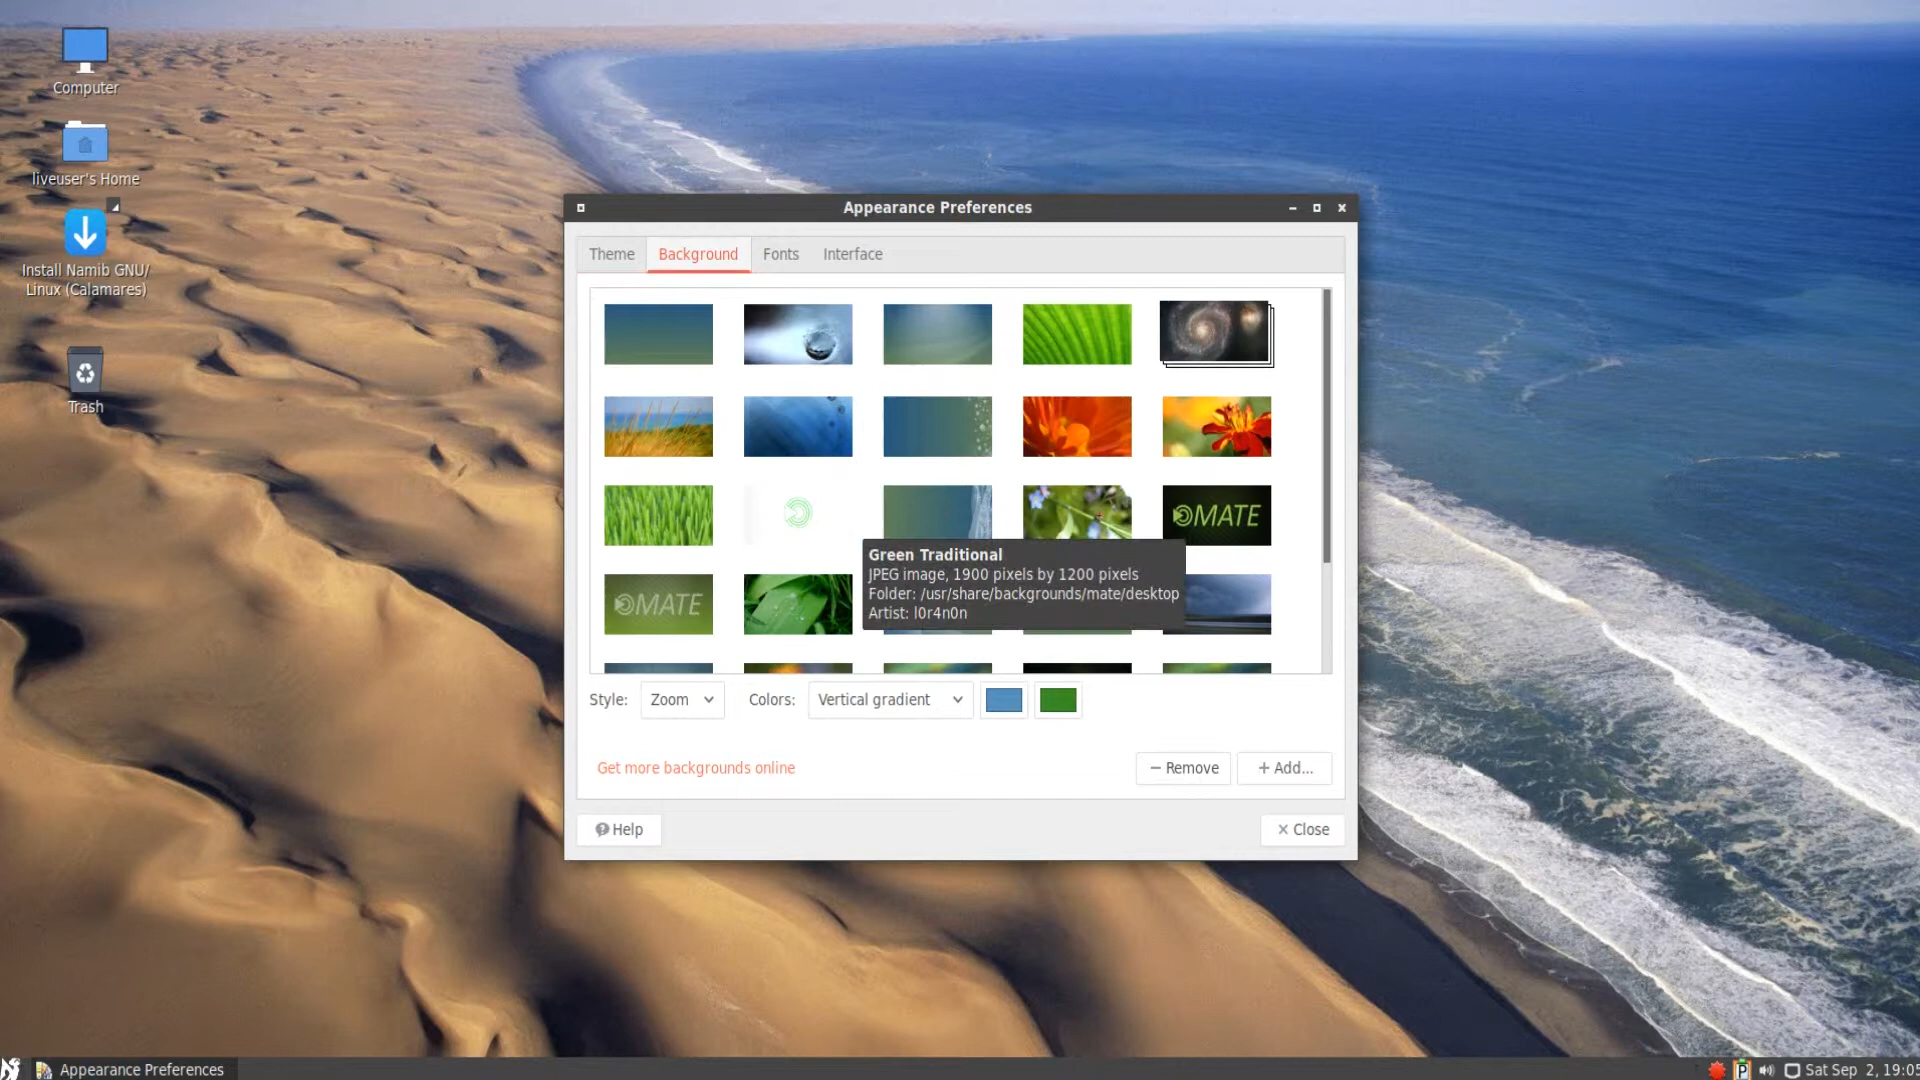 Computer
liveuser's Home
Install Namib GNU/
Linux (Calamares)
Trash
Appearance Preferences
Theme
Background
Fonts
Interface
MATE
MATE
Green Traditional
JPEG image, 1900 pixels by 1200 pixels
Folder: /usr/share/backgrounds/mate/desktop
Artist: l0r4n0n
Style:
Zoom
Colors:
Vertical gradient
Get more backgrounds online
Remove
Add...
Help
Close
Appearance Preferences
P
Sat Sep 2, 19:05